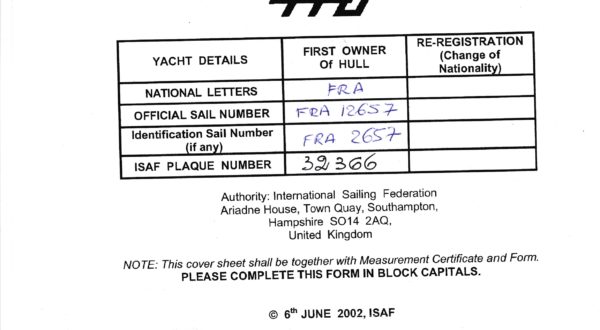 YACHT DETAILS
FIRST OWNER
Of HULL
RE-REGISTRATION
(Change of
Nationality)
NATIONAL LETTERS FRA
OFFICIAL SAIL NUMBER FRA 12657
Identification Sail Number
(if any)
FRA 2657
ISAF PLAQUE NUMBER 32366
Authority: International Sailing Federation
Ariadne House, Town Quay, Southampton,
Hampshire SO14 2AQ,
United Kingdom
NOTE: This cover sheet shall be together with Measurement Certificate and Form.
PLEASE COMPLETE THIS FORM IN BLOCK CAPITALS.
© 6th JUNE 2002, ISAF